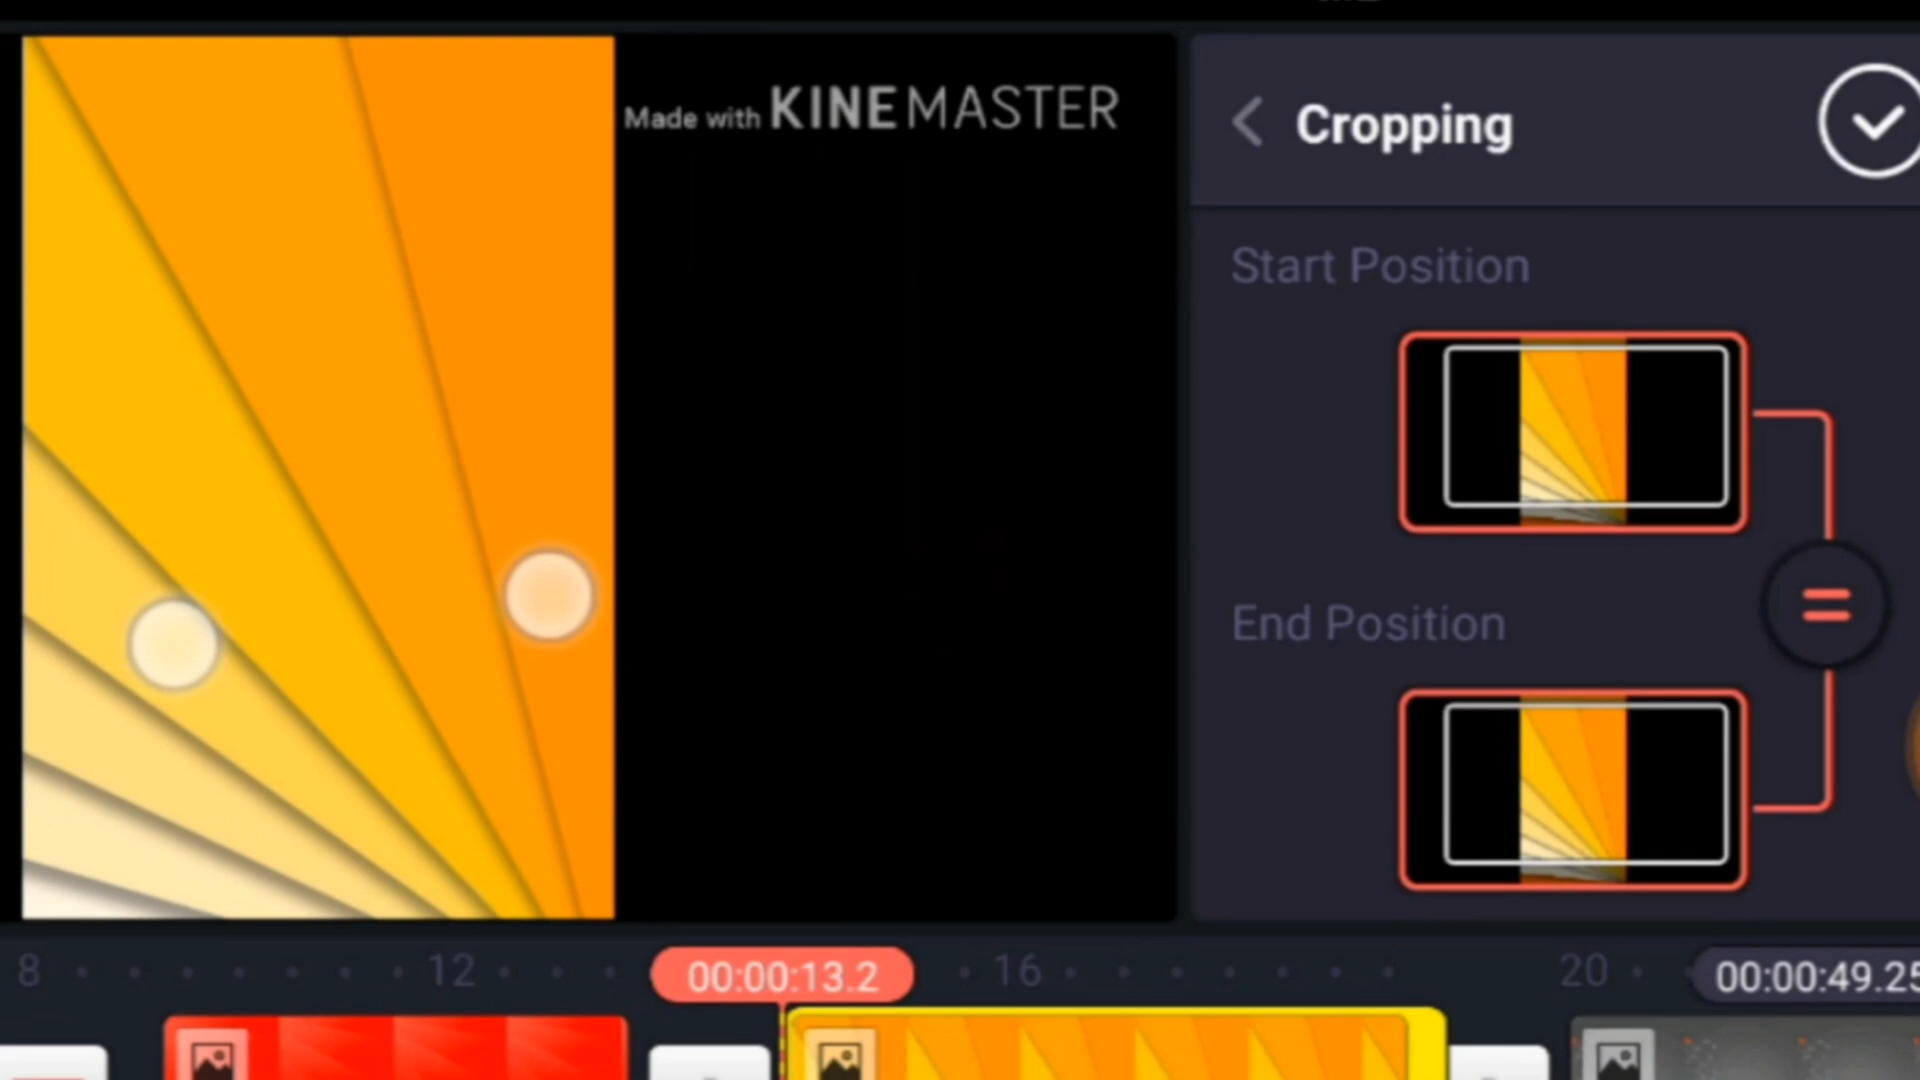 Made with KINEMASTER
Cropping
Start Position
End Position
8 12 00:00:13.2 16 20 00:00:49.25